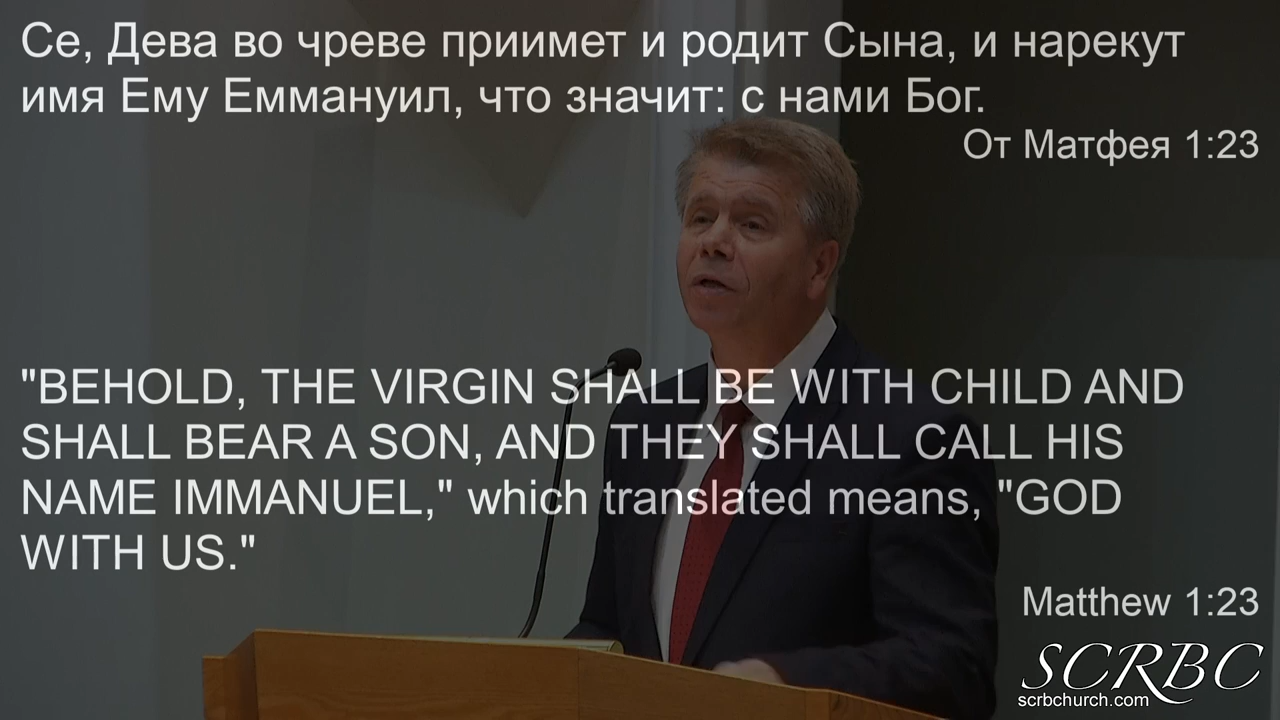 Се, Дева во чреве приимет и родит Сына, и нарекут
имя Ему Еммануил, что значит: с нами Бог.
От Матфея 1:23
"BEHOLD, THE VIRGIN SHALL BE WITH CHILD AND
SHALL BEAR A SON, AND THEY SHALL CALL HIS
NAME IMMANUEL," which translated means, "GOD
WITH US."
Matthew 1:23
SCRBC
scrbchurch.com